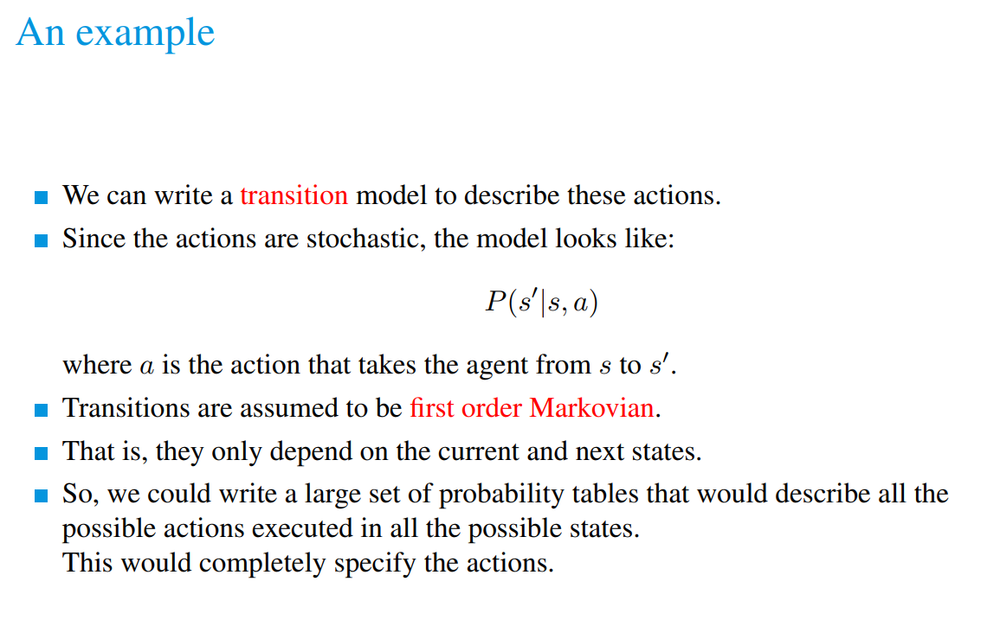 An example
We can write a transition model to describe these actions.
Since the actions are stochastic, the model looks like:
P(s′|s, a)
where a is the action that takes the agent from s to s′.
Transitions are assumed to be first order Markovian.
That is, they only depend on the current and next states.
So, we could write a large set of probability tables that would describe all the
possible actions executed in all the possible states.
This would completely specify the actions.